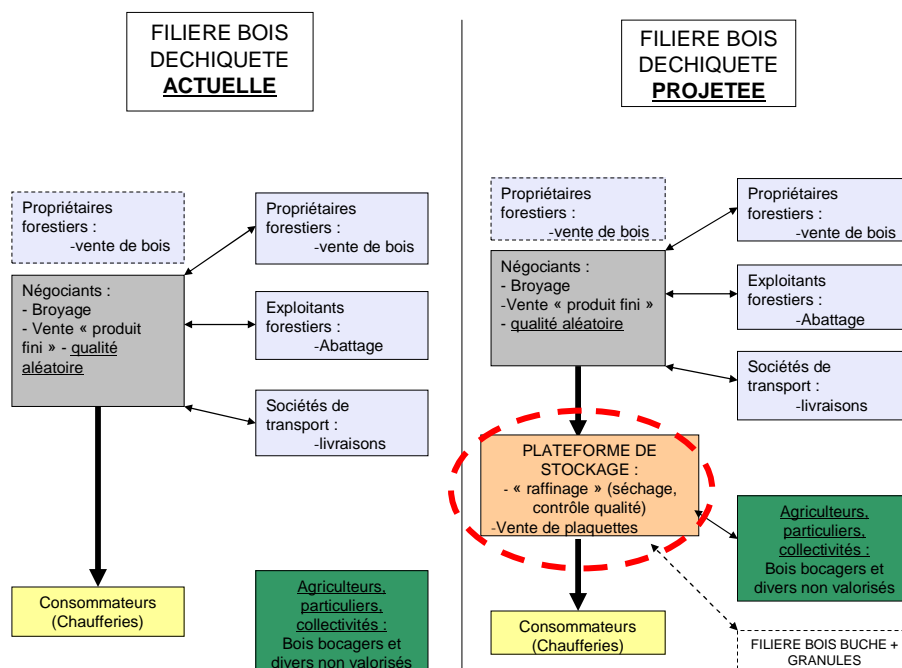 FILIERE BOIS
DECHIQUETE
ACTUELLE
Propriétaires
forestiers :
-vente de bois
Propriétaires
forestiers :
-vente de bois
Négociants :
- Broyage
- Vente « produit
fini » - qualité
aléatoire
Exploitants
forestiers :
-Abattage
Sociétés de
transport :
-livraisons
Consommateurs
(Chaufferies)
Agriculteurs,
particuliers,
collectivités :
Bois bocagers et
divers non valorisés
FILIERE BOIS
DECHIQUETE
PROJETEE
Propriétaires
forestiers :
-vente de bois
Propriétaires
forestiers :
-vente de bois
Négociants :
- Broyage
-Vente « produit fini »
- qualité aléatoire
Exploitants
forestiers :
-Abattage
Sociétés de
transport :
-livraisons
PLATEFORME DE
STOCKAGE :
- « raffinage » (séchage,
contrôle qualité)
-Vente de plaquettes
Agriculteurs,
particuliers,
collectivités :
Bois bocagers et
divers non valorisés
Consommateurs
(Chaufferies)
FILIERE BOIS BUCHE +
GRANULES